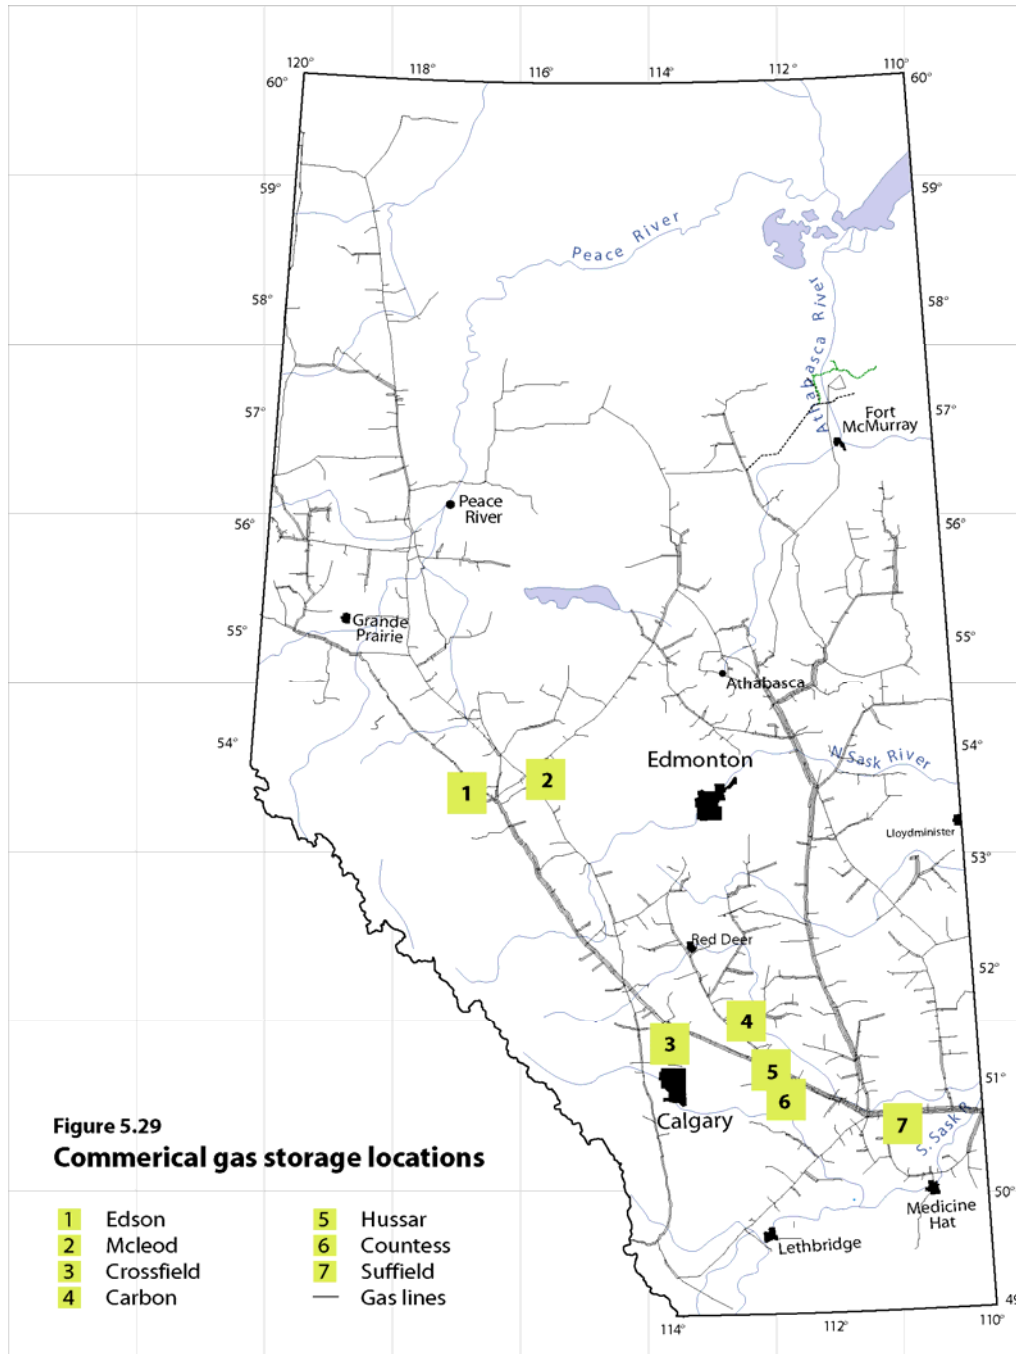 120°
118°
116°
114°
112°
110°
60°
60°
59°
59°
Peace River
58°
58°
Athabasca River
57°
57°
Fort
McMurray
Peace
River
56°
56°
55°
55°
Grande
Prairie
Athabasca
54°
54°
Edmonton
N Sask River
1
2
Lloydminister
53°
Red Deer
52°
4
3
5
51°
6
7
Calgary
S. Sask R
50°
Medicine
Hat
Lethbridge
49
114°
112°
110°
Figure 5.29
Commerical gas storage locations
1 Edson
2 Mcleod
3 Crossfield
4 Carbon
5 Hussar
6 Countess
7 Suffield
Gas lines